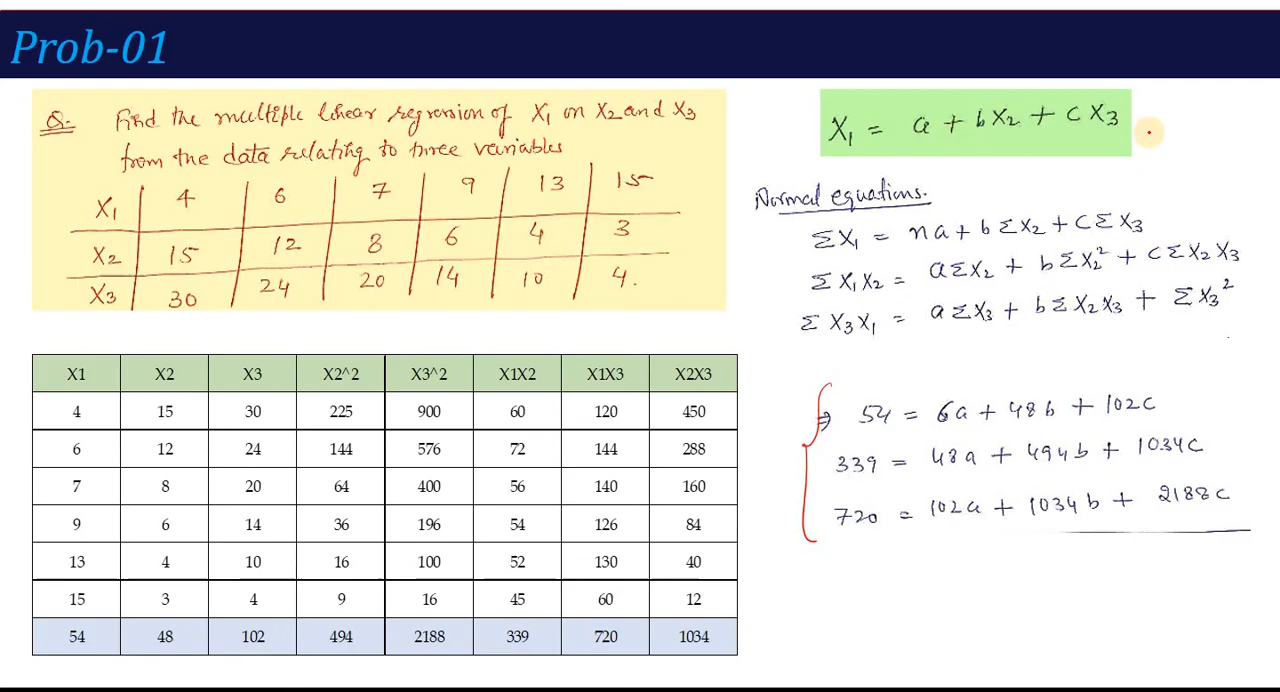 Prob-01
Q. Find the multiple linear regression of X1 on X2 and X3
from the data relating to three variables
X1 4 6 7 9 13 15
X2 15 12 8 6 4 3
X3 30 24 20 14 10 4.
X1 = a + bX2 + cX3
Normal equations.
ΣX1 = na + bΣX2 + cΣX3
ΣX1X2 = aΣX2 + bΣX2² + cΣX2X3
ΣX3X1 = aΣX3 + bΣX2X3 + ΣX3²
⇒ 54 = 6a + 48b + 102c
339 = 48a + 494b + 1034c
720 = 102a + 1034b + 2188c
X1 X2 X3 X2^2 X3^2 X1X2 X1X3 X2X3
4 15 30 225 900 60 120 450
6 12 24 144 576 72 144 288
7 8 20 64 400 56 140 160
9 6 14 36 196 54 126 84
13 4 10 16 100 52 130 40
15 3 4 9 16 45 60 12
54 48 102 494 2188 339 720 1034